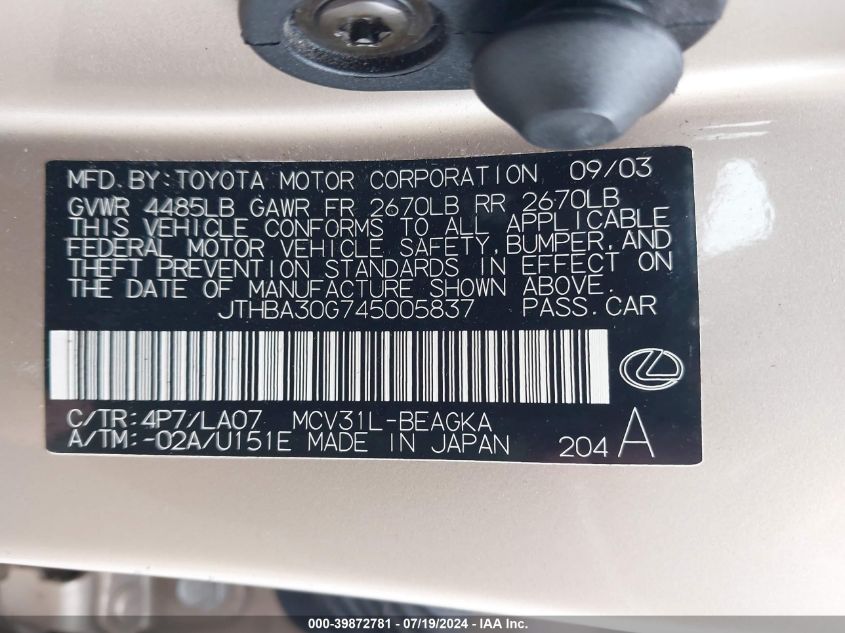 MFD. BY: TOYOTA MOTOR CORPORATION 09/03
GVWR 4485LB GAWR FR 2670LB RR 2670LB
THIS VEHICLE CONFORMS TO ALL APPLICABLE
FEDERAL MOTOR VEHICLE SAFETY, BUMPER, AND
THEFT PREVENTION STANDARDS IN EFFECT ON
THE DATE OF MANUFACTURE SHOWN ABOVE.
JTHBA30G745005837 PASS. CAR
C/TR: 4P7/LA07 MCV31L-BEAGKA
A/TM: -02A/U151E MADE IN JAPAN 204 A
000-39872781 - 07/19/2024 - IAA Inc.